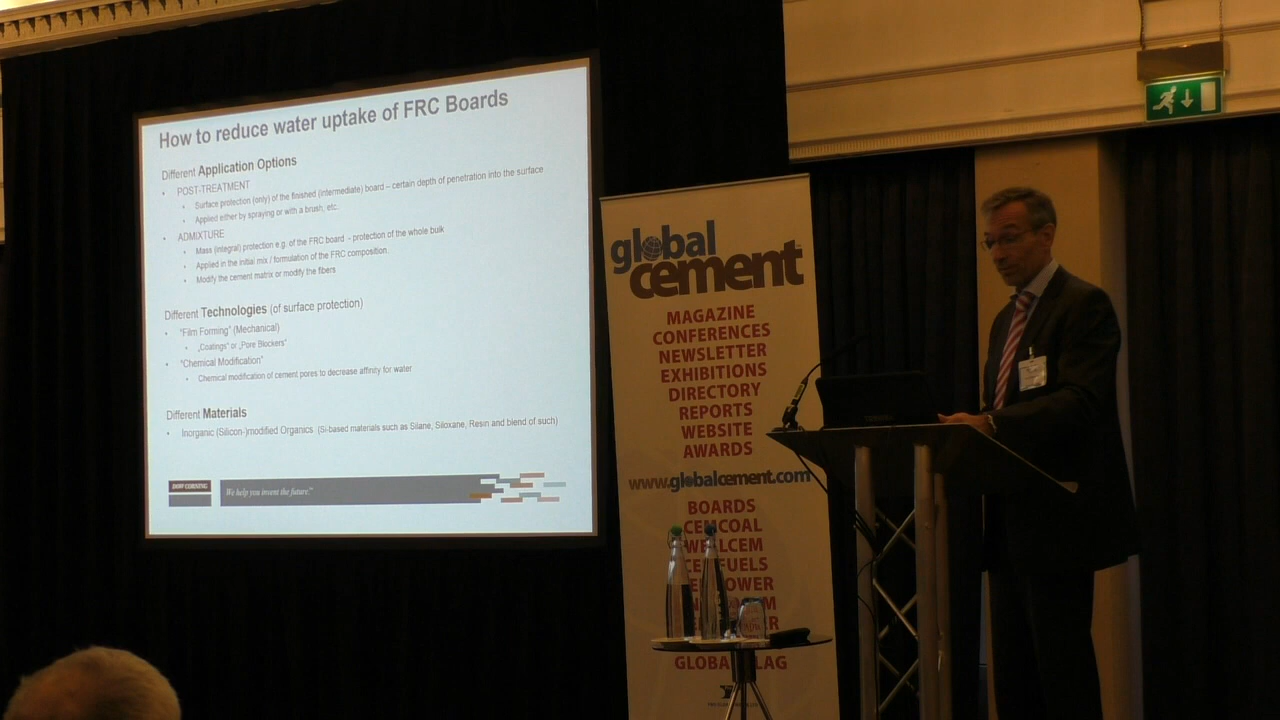 How to reduce water uptake of FRC Boards
Different Application Options
• POST-TREATMENT
• Surface protection (only) of the finished (intermediate) board – certain depth of penetration into the surface
• Applied either by spraying or with a brush, etc.
• ADMIXTURE
• Mass (integral) protection e.g. of the FRC board - protection of the whole bulk
• Applied in the initial mix / formulation of the FRC composition.
• Modify the cement matrix or modify the fibers
Different Technologies (of surface protection)
• "Film Forming" (Mechanical)
• „Coatings" or „Pore Blockers"
• "Chemical Modification"
• Chemical modification of cement pores to decrease affinity for water
Different Materials
• Inorganic (Silicon-)modified Organics (Si-based materials such as Silane, Siloxane, Resin and blend of such)
DOW CORNING
We help you invent the future.™
global
cement™
MAGAZINE
CONFERENCES
NEWSLETTER
EXHIBITIONS
DIRECTORY
REPORTS
WEBSITE
AWARDS
www.globalcement.com
BOARDS
CEMCOAL
GLOBAL